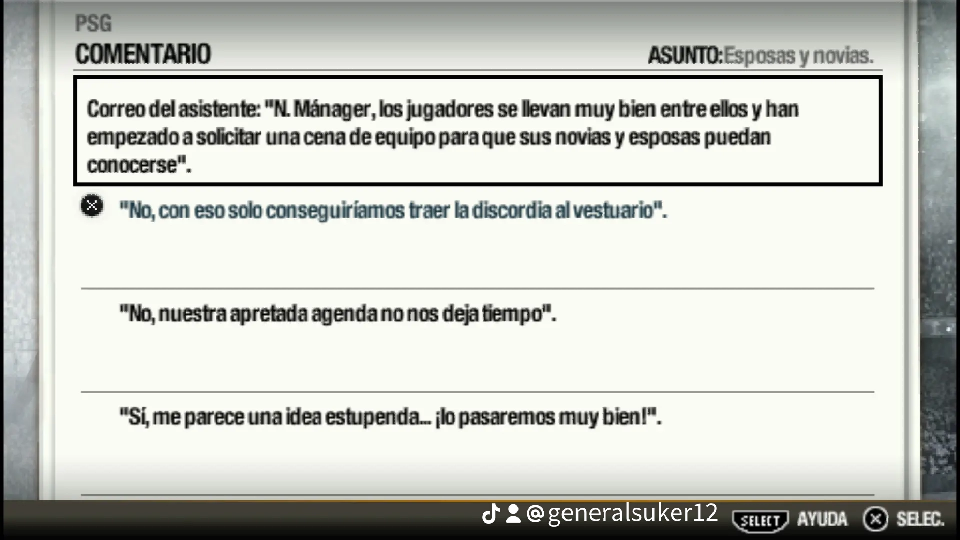 PSG
COMENTARIO
ASUNTO:Esposas y novias.
Correo del asistente: "N. Mánager, los jugadores se llevan muy bien entre ellos y han
empezado a solicitar una cena de equipo para que sus novias y esposas puedan
conocerse".
"No, con eso solo conseguiríamos traer la discordia al vestuario".
"No, nuestra apretada agenda no nos deja tiempo".
"Sí, me parece una idea estupenda... ¡lo pasaremos muy bien!".
@generalsuker12
SELECT AYUDA SELEC.